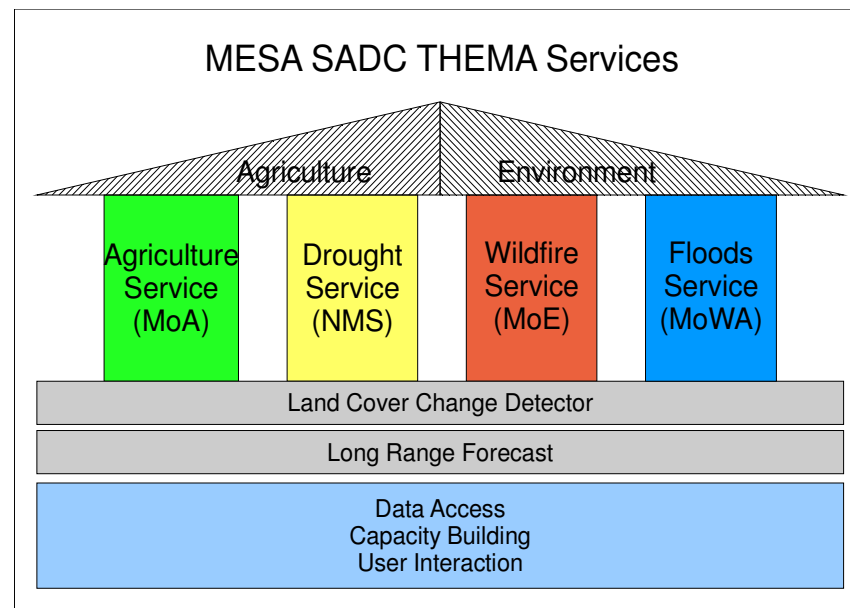 MESA SADC THEMA Services
Agriculture
Environment
Agriculture
Service
(MoA)
Drought
Service
(NMS)
Wildfire
Service
(MoE)
Floods
Service
(MoWA)
Land Cover Change Detector
Long Range Forecast
Data Access
Capacity Building
User Interaction